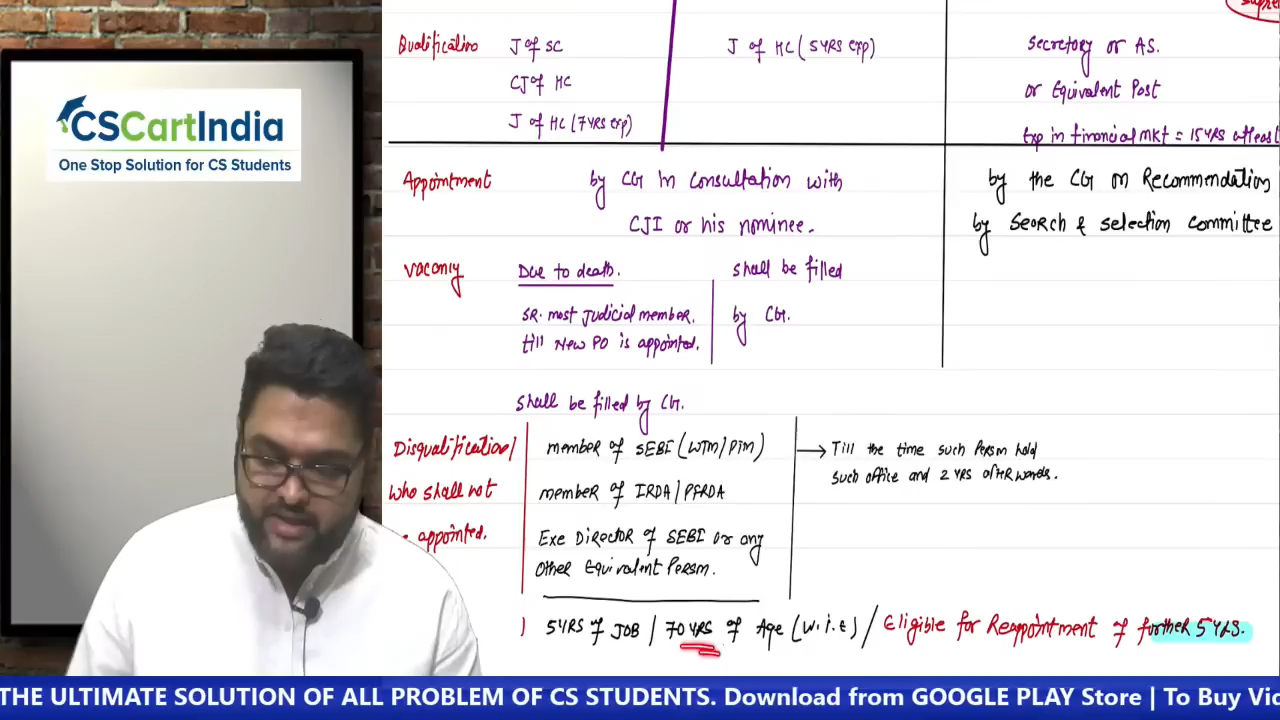 CSCartIndia
One Stop Solution for CS Students
Qualification
J of SC
CJ of HC
J of HC (7 YRS exp)
J of HC (5 YRS exp)
Secretary or AS.
or Equivalent Post
Exp in financial MKT = 15 YRS atleast
Appointment
by CG in Consultation with
CJI or his nominee.
by the CG on Recommendation
by Search & selection Committee
Due to death.
SR. most Judicial member.
till New PO is appointed.
shall be filled
by CG.
shall be filled by CG.
Disqualification/
who shall not
appointed.
member of SEBI (WTM/PTM)
member of IRDA/PFRDA
Exe Director of SEBI or any
other Equivalent Person.
Till the time such Person hold
such office and 2 YRS afterwards.
5 YRS of JOB / 70 YRS of Age (W.I.E) / Eligible for Reappointment of further 5 YRS.
THE ULTIMATE SOLUTION OF ALL PROBLEM OF CS STUDENTS. Download from GOOGLE PLAY Store | To Buy Vid